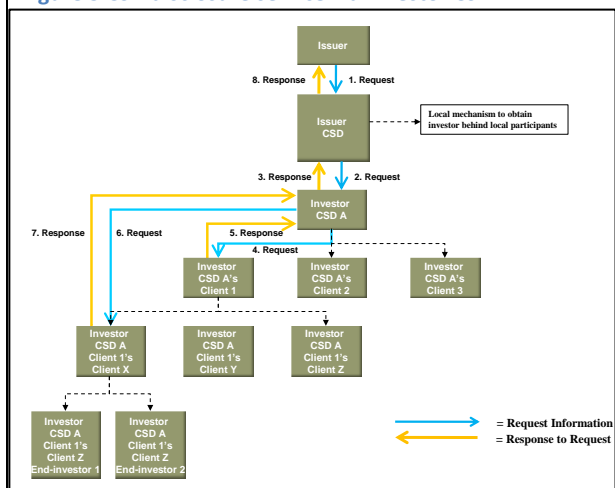 Issuer
8. Response
1. Request
Issuer
CSD
Local mechanism to obtain
investor behind local participants
3. Response
2. Request
Investor
CSD A
7. Response
6. Request
5. Response
4. Request
Investor
CSD A's
Client 1
Investor
CSD A's
Client 2
Investor
CSD A's
Client 3
Investor
CSD A
Client 1's
Client X
Investor
CSD A
Client 1's
Client Y
Investor
CSD A
Client 1's
Client Z
Investor
CSD A
Client 1's
Client Z
End-investor 1
Investor
CSD A
Client 1's
Client Z
End-investor 2
= Request Information
= Response to Request